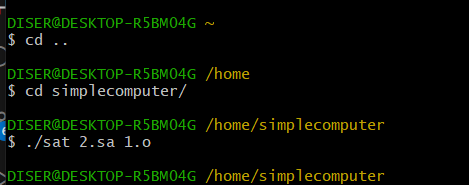 DISER@DESKTOP-R5BMO4G ~
$ cd ..
DISER@DESKTOP-R5BMO4G /home
$ cd simplecomputer/
DISER@DESKTOP-R5BMO4G /home/simplecomputer
$ ./sat 2.sa 1.o
DISER@DESKTOP-R5BMO4G /home/simplecomputer